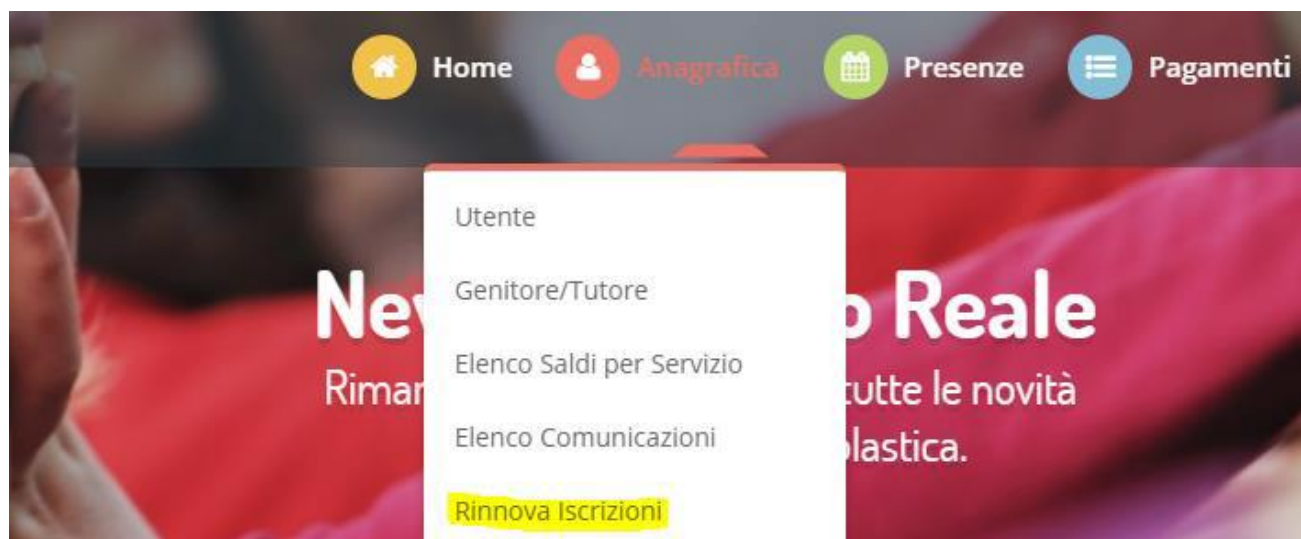 Home Anagrafica Presenze Pagamenti
Utente
Genitore/Tutore
Elenco Saldi per Servizio
Elenco Comunicazioni
Rinnova Iscrizioni
Reale
tutte le novità